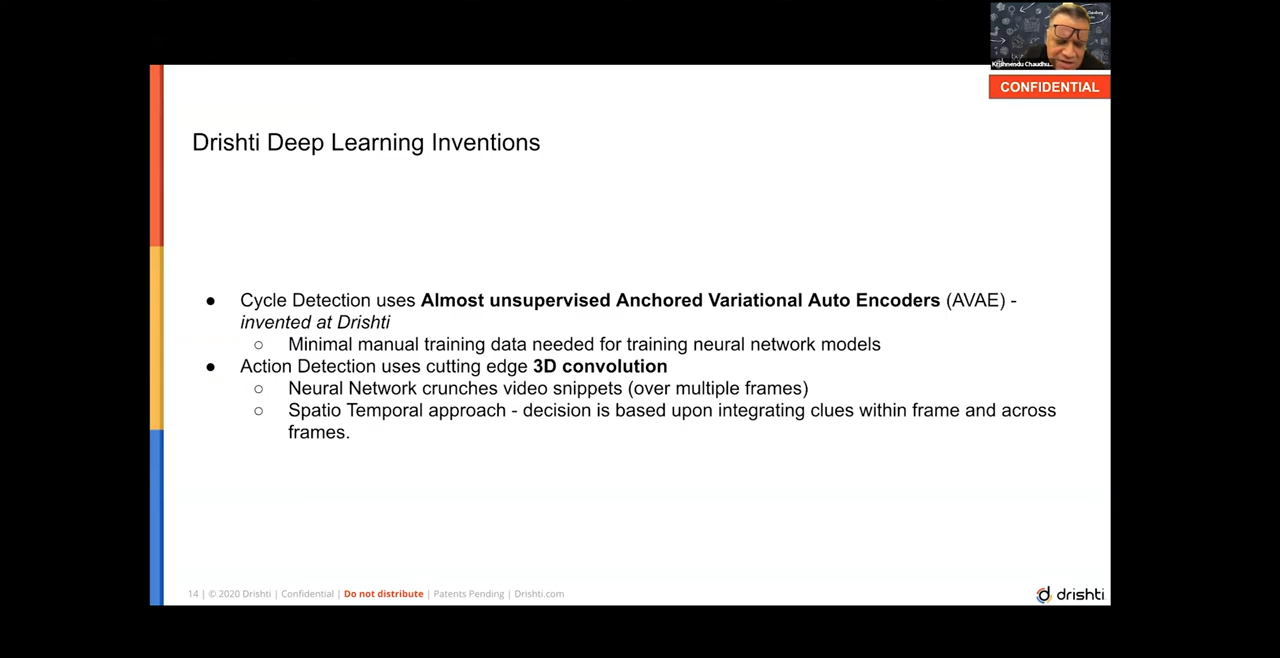 Krishnendu Chaudhu...
CONFIDENTIAL
Drishti Deep Learning Inventions
● Cycle Detection uses Almost unsupervised Anchored Variational Auto Encoders (AVAE) -
invented at Drishti
○ Minimal manual training data needed for training neural network models
● Action Detection uses cutting edge 3D convolution
○ Neural Network crunches video snippets (over multiple frames)
○ Spatio Temporal approach - decision is based upon integrating clues within frame and across
frames.
14 | © 2020 Drishti | Confidential | Do not distribute | Patents Pending | Drishti.com
drishti